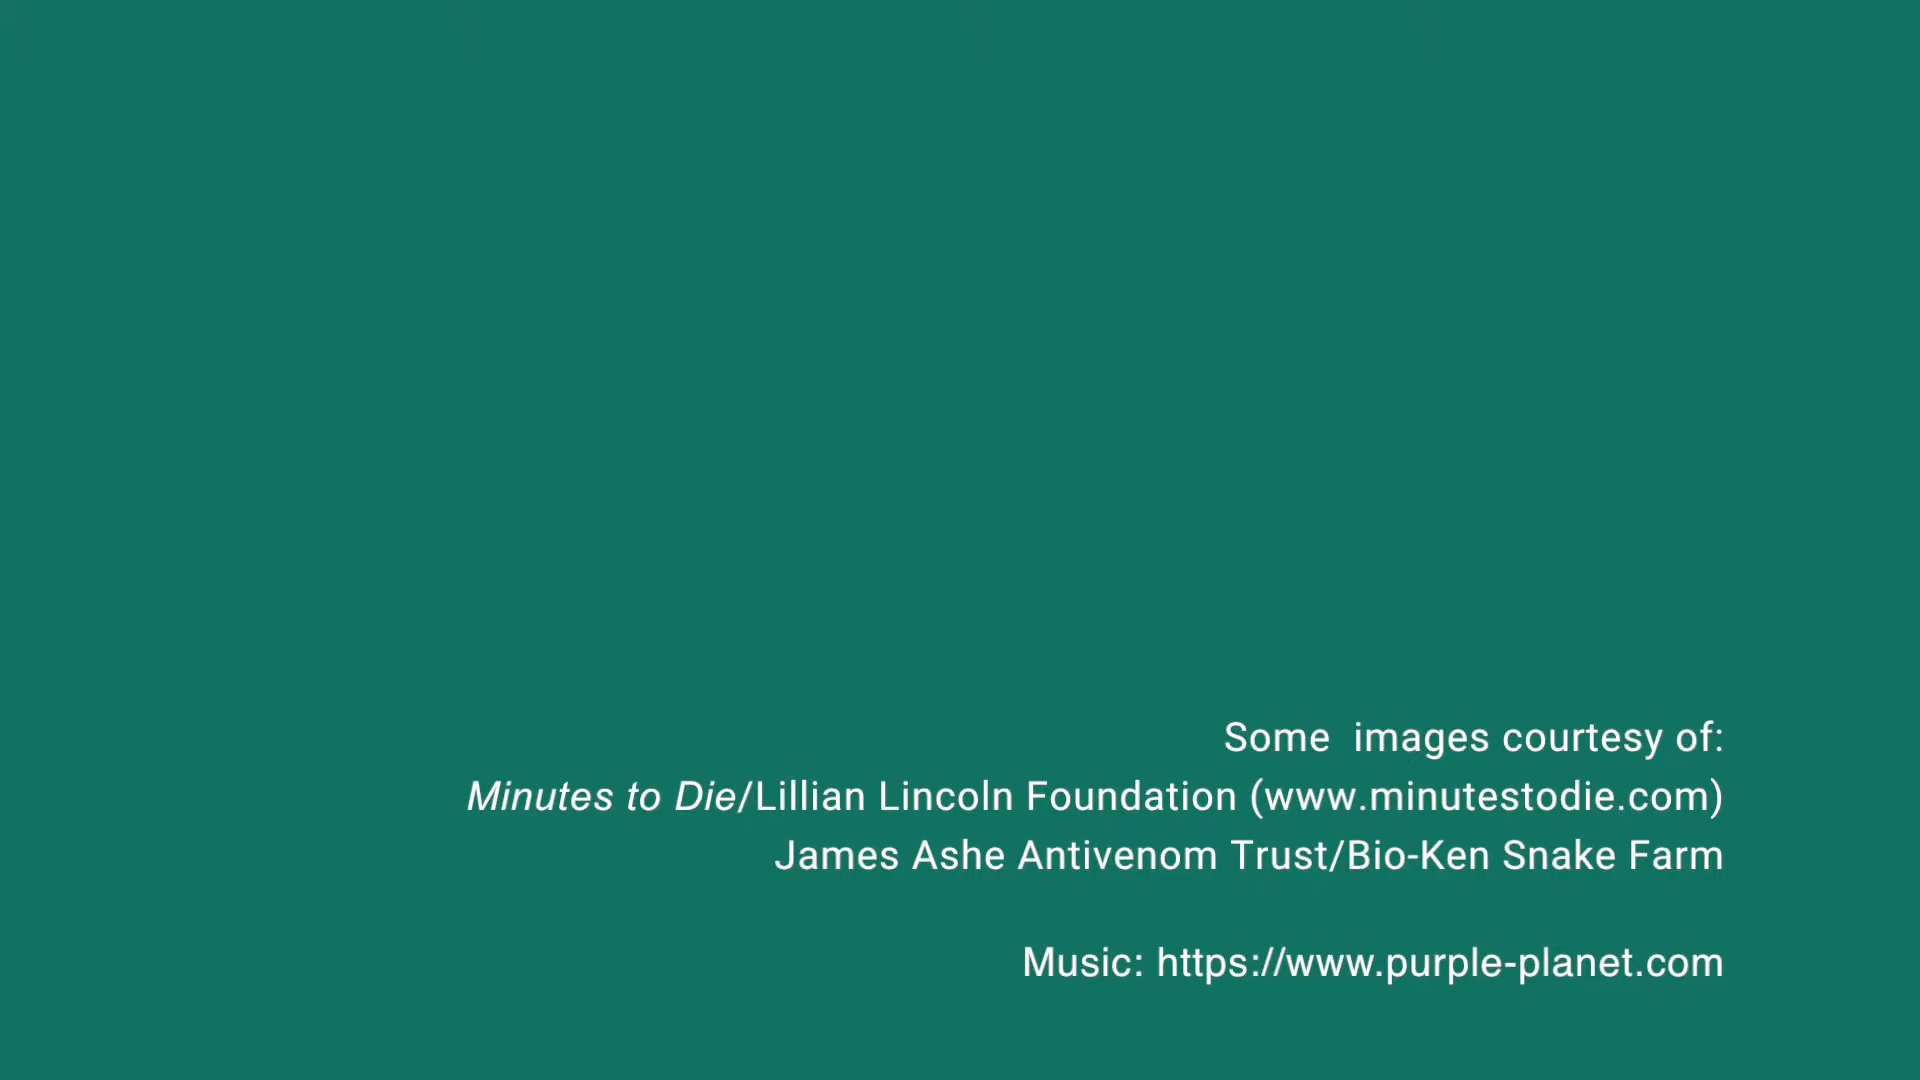 Some  images courtesy of:
Minutes to Die/Lillian Lincoln Foundation (www.minutestodie.com)
James Ashe Antivenom Trust/Bio-Ken Snake Farm
Music: https://www.purple-planet.com